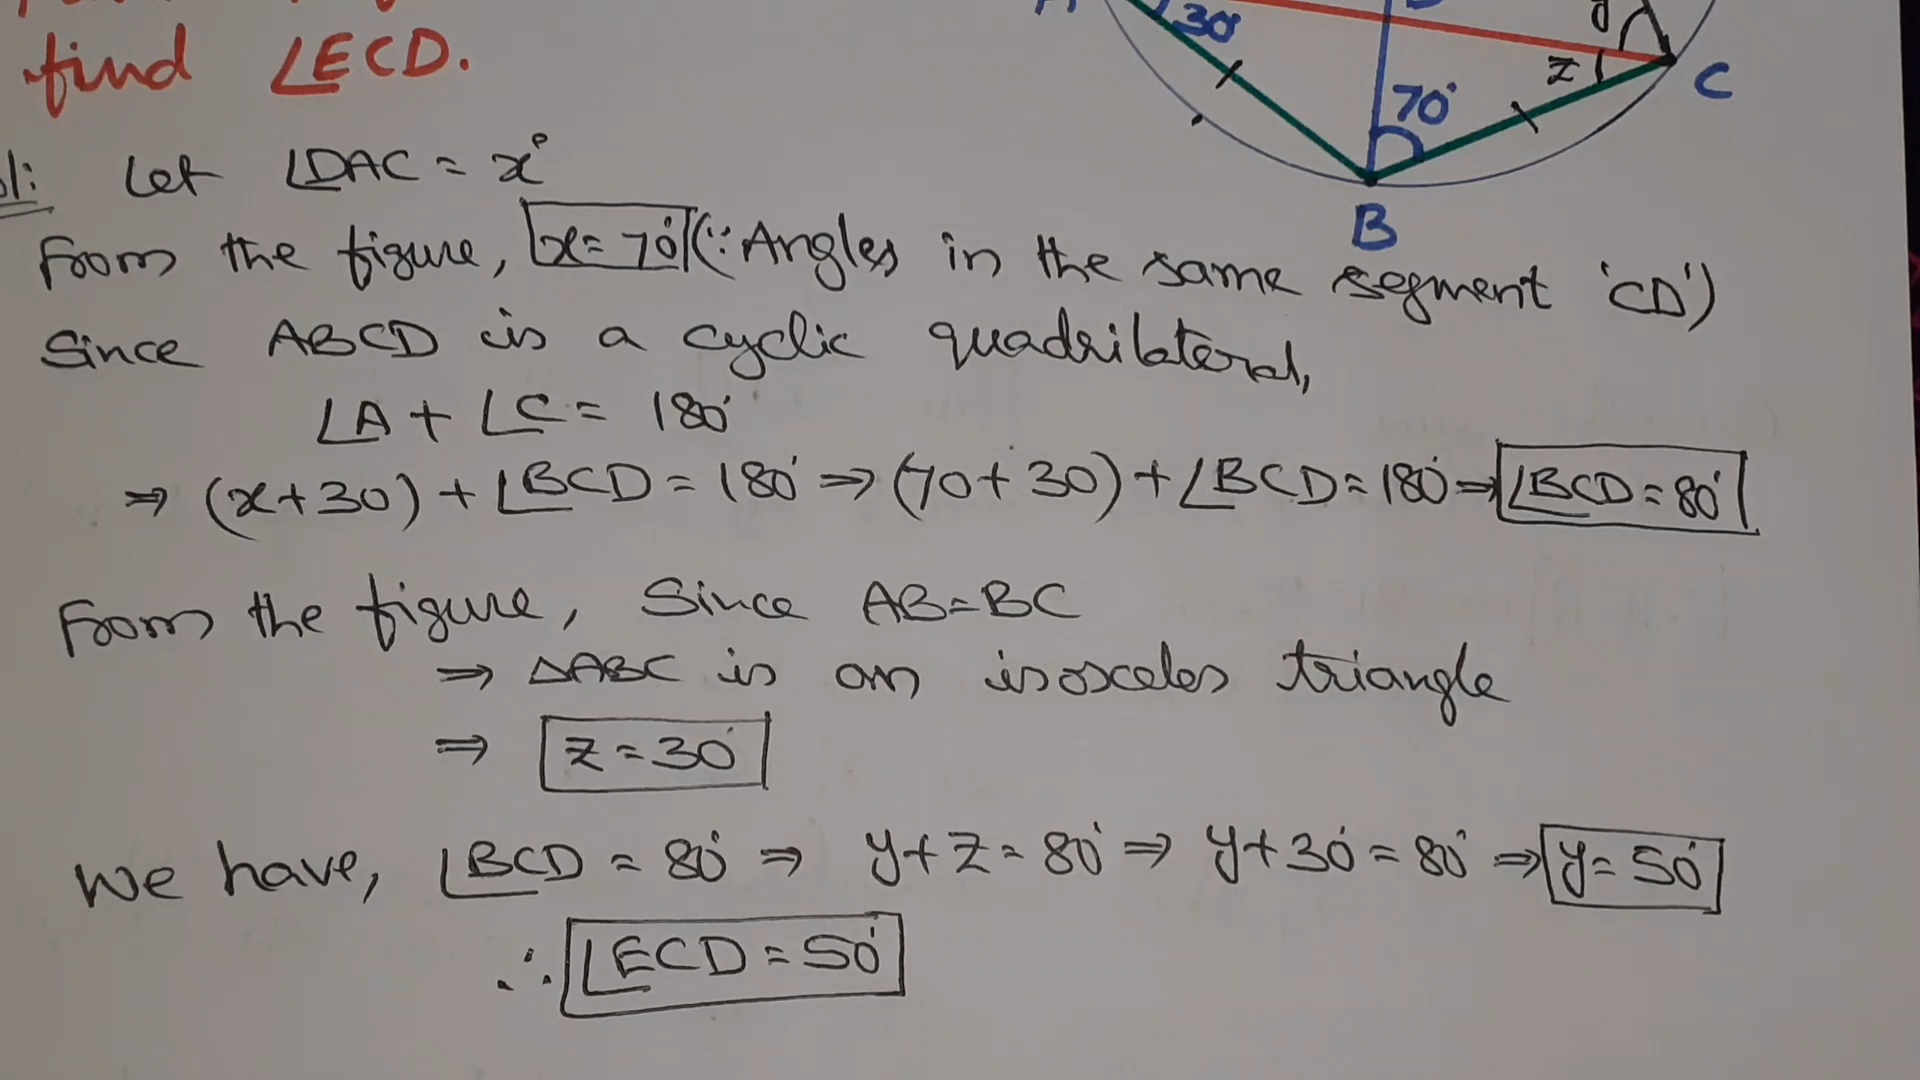 find ∠ECD.
A 30° y z C
70°
B
Let ∠DAC = x°
From the figure, x = 70° (∵ Angles in the same segment 'CD')
Since ABCD is a cyclic quadrilateral,
∠A + ∠C = 180°
⇒ (x+30) + ∠BCD = 180° ⇒ (70+30) + ∠BCD = 180° ⇒ ∠BCD = 80°
From the figure, Since AB=BC
⇒ △ABC is an isosceles triangle
⇒ z = 30°
We have, ∠BCD = 80° ⇒ y+z = 80° ⇒ y+30° = 80° ⇒ y = 50°
∴ ∠ECD = 50°